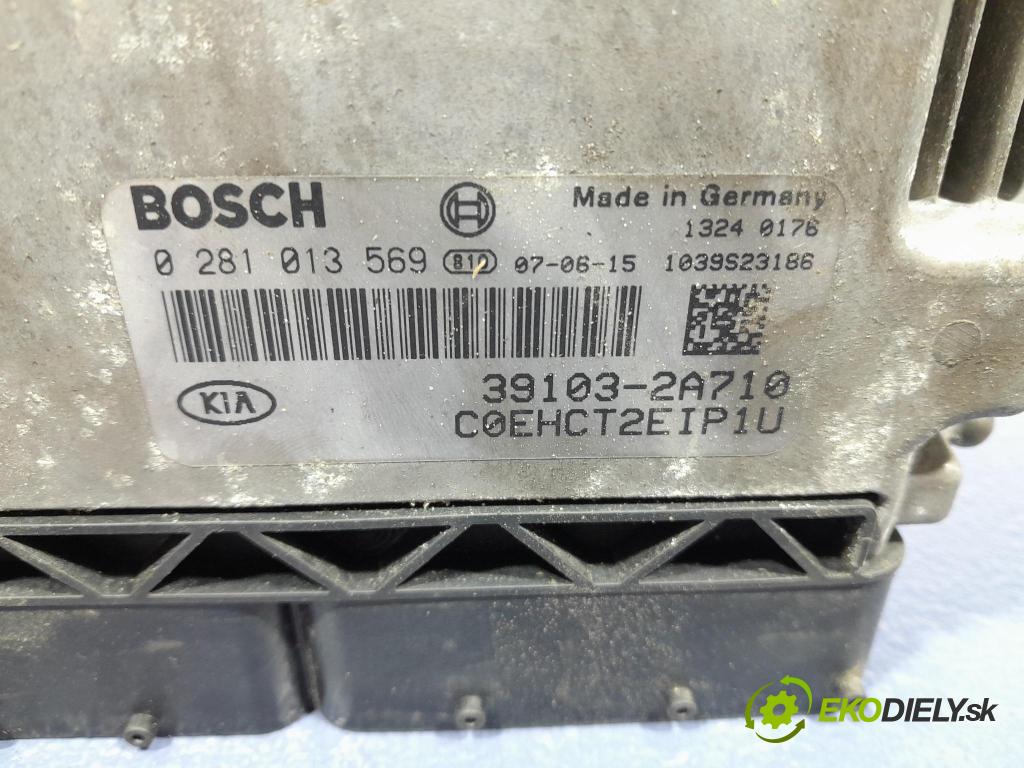 BOSCH H Made in Germany
1324 0176
0 281 013 569 810 07-06-15 1039S23186
KIA 39103-2A710
C0EHCT2EIP1U
EKODIELY.sk